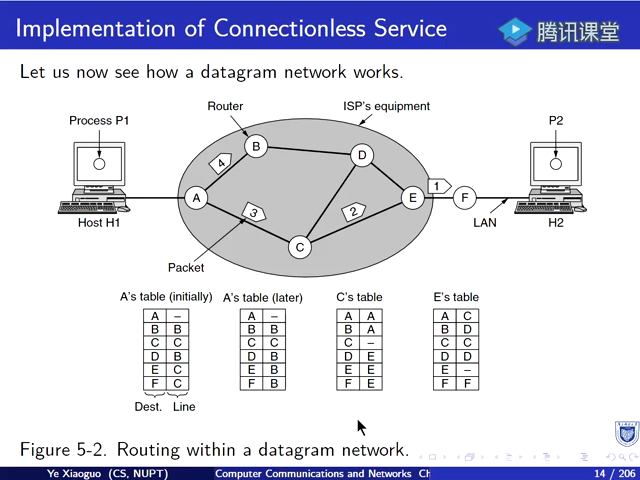 Implementation of Connectionless Service
腾讯课堂
Let us now see how a datagram network works.
Router
ISP's equipment
Process P1
P2
B
D
4
A
3
2
E
1
F
C
Host H1
LAN
H2
Packet
A's table (initially) A's table (later) C's table E's table
A – A – A A A C
B B B B B A B D
C C C C C – C C
D B D B D E D D
E C E B E E E –
F C F B F E F F
Dest. Line
Figure 5-2. Routing within a datagram network.
Ye Xiaoguo (CS, NUPT) Computer Communications and Networks Ch 14 / 206